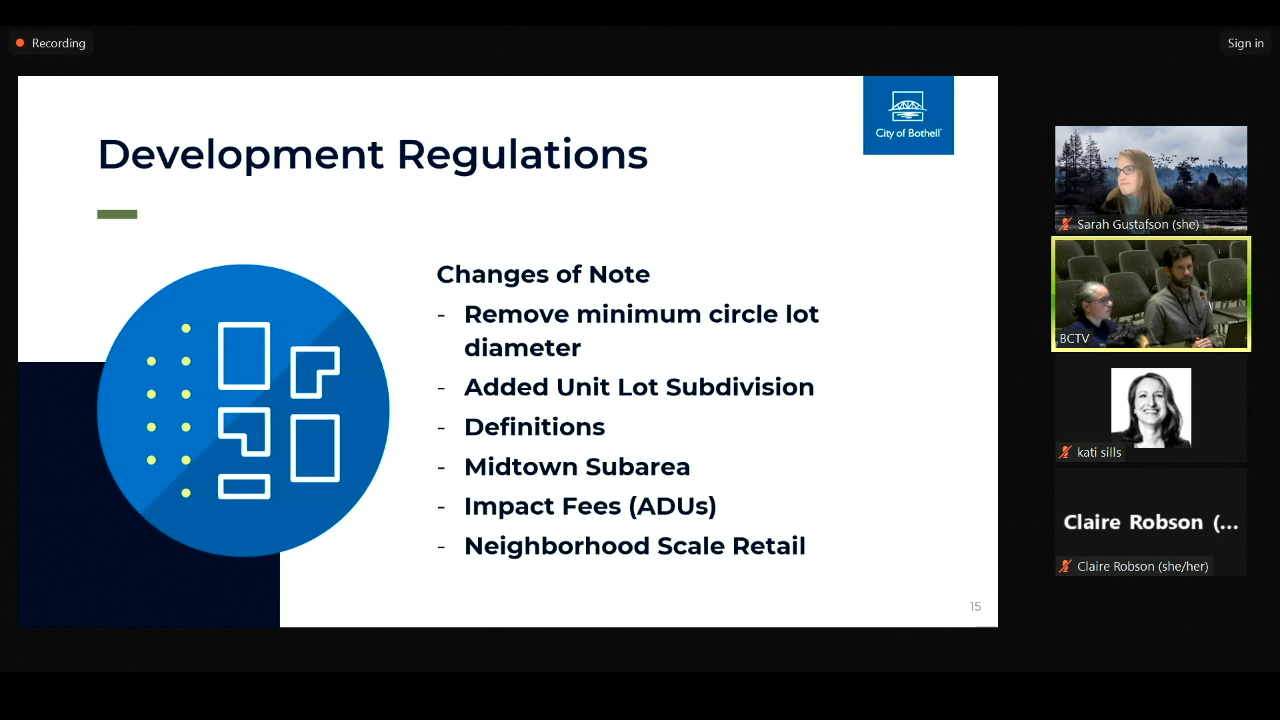 Recording
Sign in
City of Bothell
Development Regulations
Changes of Note
- Remove minimum circle lot
diameter
- Added Unit Lot Subdivision
- Definitions
- Midtown Subarea
- Impact Fees (ADUs)
- Neighborhood Scale Retail
15
Sarah Gustafson (she)
BCTV
kati sills
Claire Robson (...
Claire Robson (she/her)